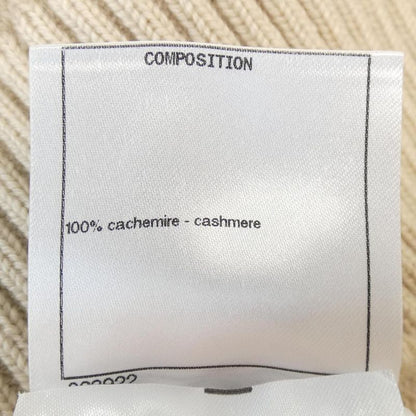 COMPOSITION
100% cachemire - cashmere